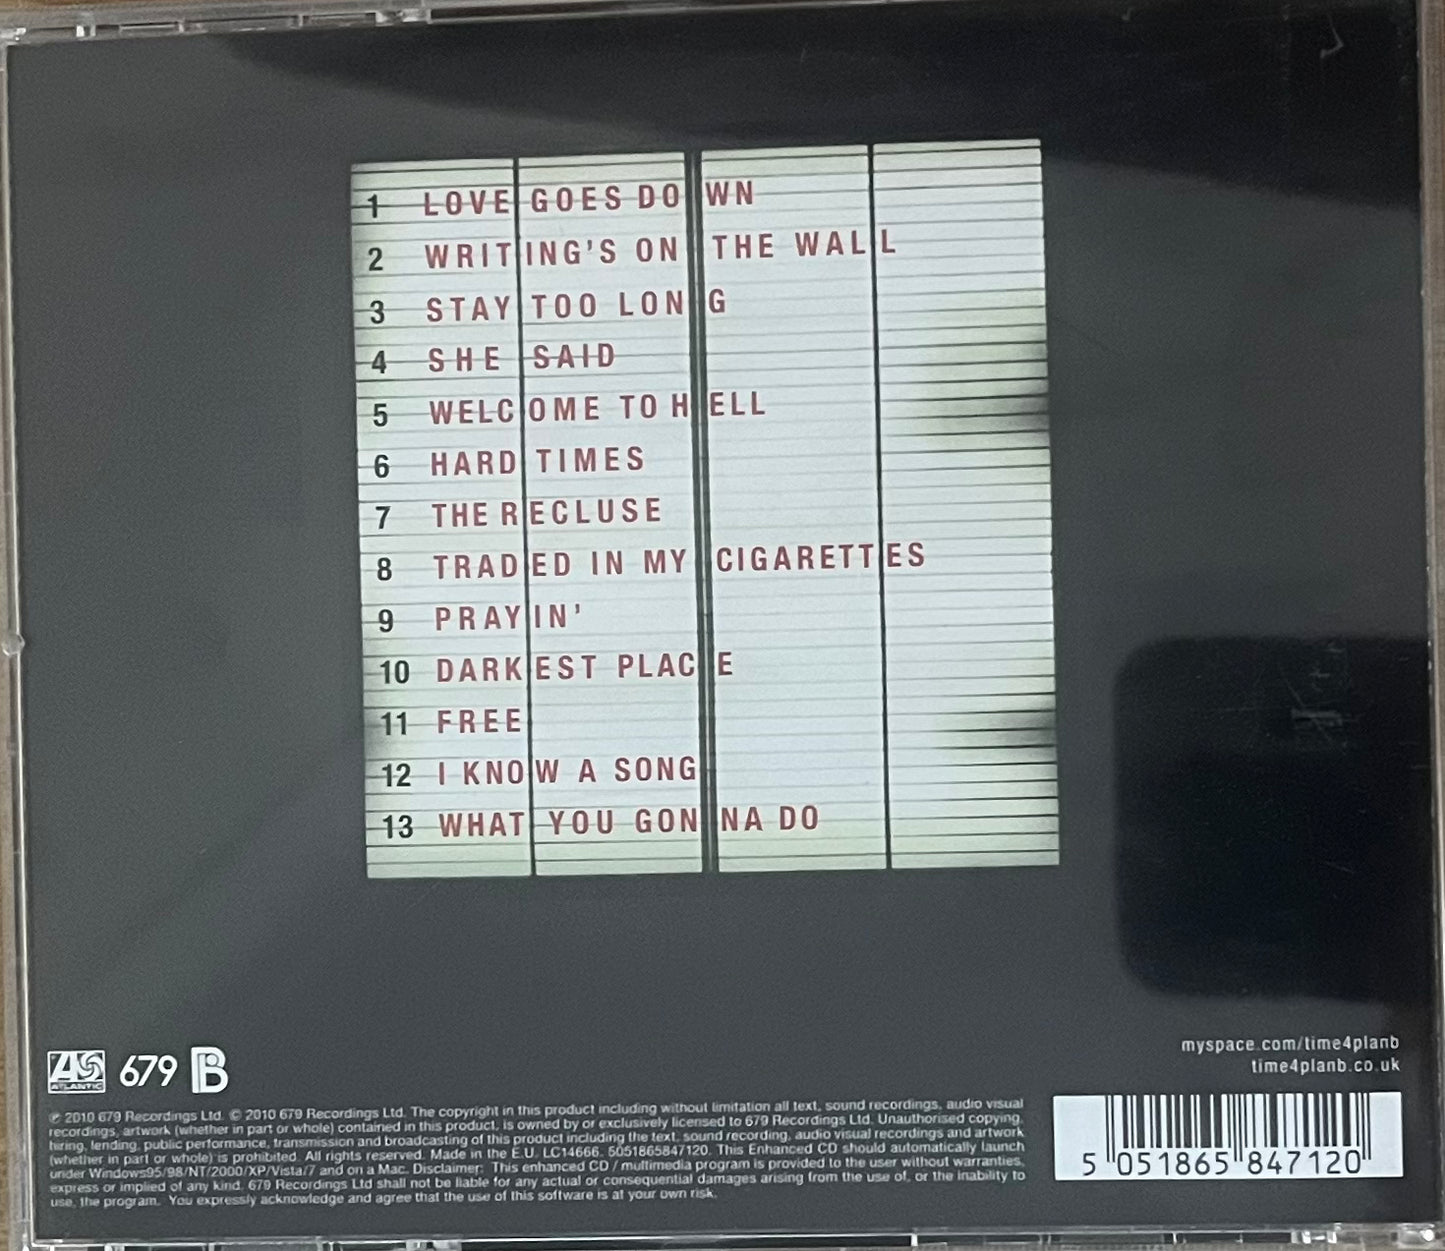 1 LOVE GOES DOWN
2 WRITING'S ON THE WALL
3 STAY TOO LONG
4 SHE SAID
5 WELCOME TO HELL
6 HARD TIMES
7 THE RECLUSE
8 TRADED IN MY CIGARETTES
9 PRAYIN'
10 DARKEST PLACE
11 FREE
12 I KNOW A SONG
13 WHAT YOU GONNA DO
myspace.com/time4planb
time4planb.co.uk
ATLANTIC 679 B
℗ 2010 679 Recordings Ltd. © 2010 679 Recordings Ltd. The copyright in this product including without limitation all text, sound recordings, audio visual
recordings, artwork (whether in part or whole) contained in this product, is owned by or exclusively licensed to 679 Recordings Ltd. Unauthorised copying,
hiring, lending, public performance, transmission and broadcasting of this product including the text, sound recording, audio visual recordings and artwork
(whether in part or whole) is prohibited. All rights reserved. Made in the E.U. LC14666. 5051865847120. This Enhanced CD should automatically launch
under Windows95/98/NT/2000/XP/Vista/7 and on a Mac. Disclaimer: This enhanced CD / multimedia program is provided to the user without warranties,
express or implied of any kind. 679 Recordings Ltd shall not be liable for any actual or consequential damages arising from the use of, or the inability to
use, the program. You expressly acknowledge and agree that the use of this software is at your own risk.
5 051865 847120